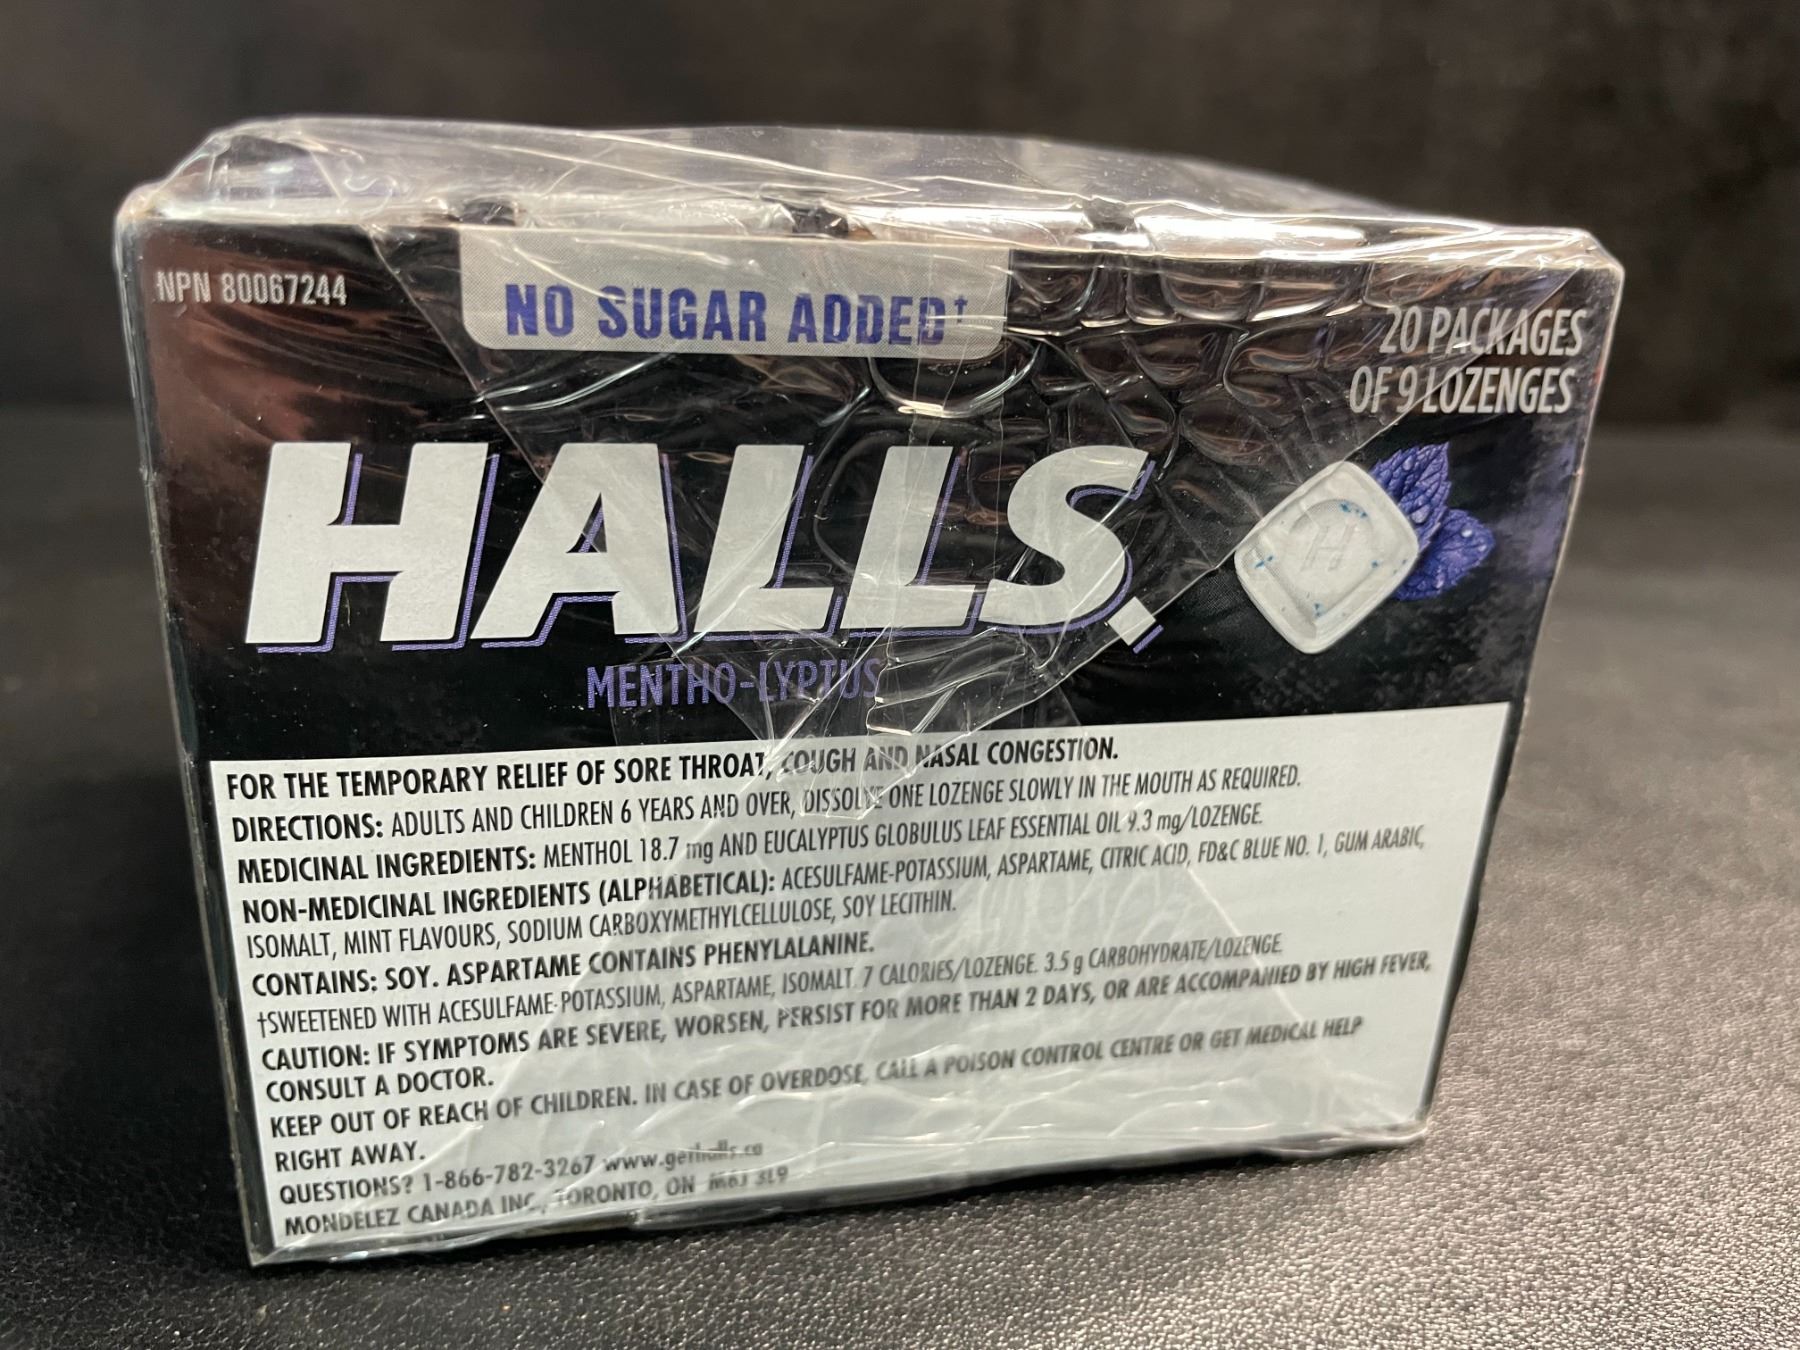 NPN 80067244
NO SUGAR ADDED†
20 PACKAGES
OF 9 LOZENGES
HALLS
MENTHO-LYPTUS
H
FOR THE TEMPORARY RELIEF OF SORE THROAT, COUGH AND NASAL CONGESTION.
DIRECTIONS: ADULTS AND CHILDREN 6 YEARS AND OVER, DISSOLVE ONE LOZENGE SLOWLY IN THE MOUTH AS REQUIRED.
MEDICINAL INGREDIENTS: MENTHOL 18.7 mg AND EUCALYPTUS GLOBULUS LEAF ESSENTIAL OIL 9.3 mg/LOZENGE.
NON-MEDICINAL INGREDIENTS (ALPHABETICAL): ACESULFAME-POTASSIUM, ASPARTAME, CITRIC ACID, FD&C BLUE NO. 1, GUM ARABIC,
ISOMALT, MINT FLAVOURS, SODIUM CARBOXYMETHYLCELLULOSE, SOY LECITHIN.
CONTAINS: SOY. ASPARTAME CONTAINS PHENYLALANINE.
†SWEETENED WITH ACESULFAME-POTASSIUM, ASPARTAME, ISOMALT. 7 CALORIES/LOZENGE. 3.5 g CARBOHYDRATE/LOZENGE.
CAUTION: IF SYMPTOMS ARE SEVERE, WORSEN, PERSIST FOR MORE THAN 2 DAYS, OR ARE ACCOMPANIED BY HIGH FEVER,
CONSULT A DOCTOR.
KEEP OUT OF REACH OF CHILDREN. IN CASE OF OVERDOSE, CALL A POISON CONTROL CENTRE OR GET MEDICAL HELP
RIGHT AWAY.
QUESTIONS? 1-866-782-3267 www.gethalls.ca
MONDELEZ CANADA INC., TORONTO, ON M6J 3L9